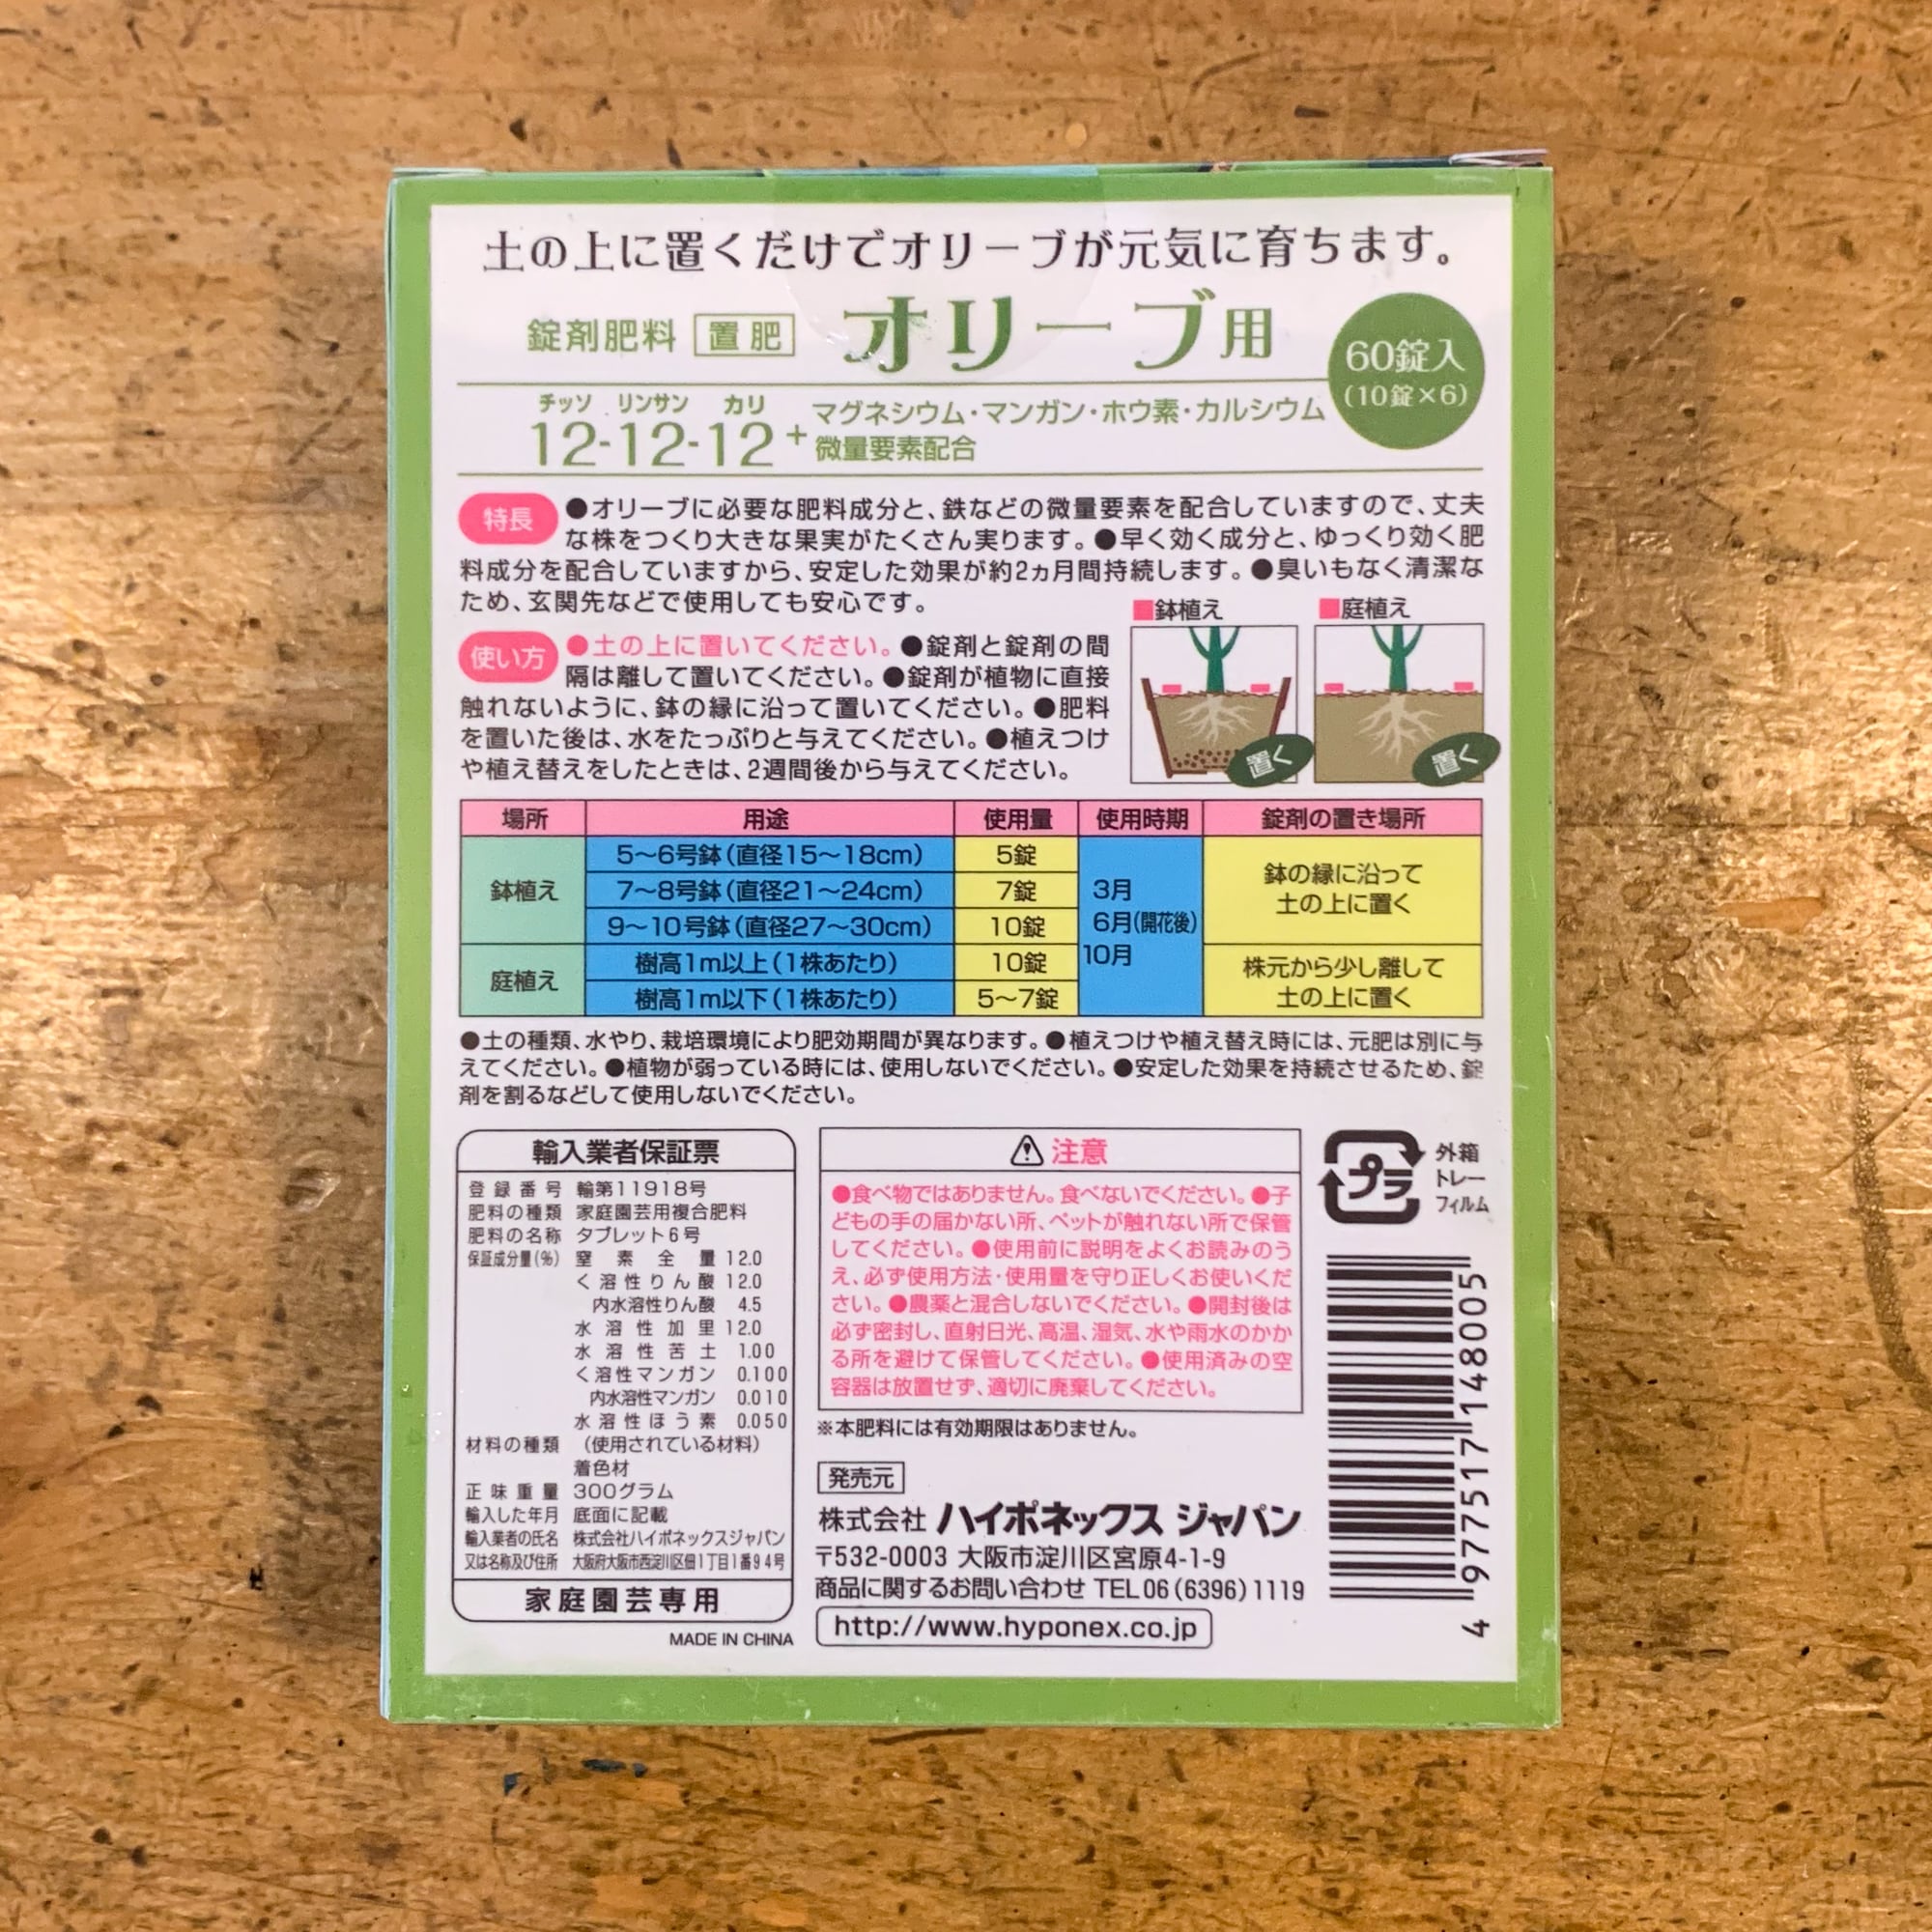 土の上に置くだけでオリーブが元気に育ちます。
錠剤肥料 置肥 オリーブ用
60錠入
(10錠×6)
チッソ リンサン カリ
12-12-12 + マグネシウム・マンガン・ホウ素・カルシウム
微量要素配合
特長 ●オリーブに必要な肥料成分と、鉄などの微量要素を配合していますので、丈夫
な株をつくり大きな果実がたくさん実ります。●早く効く成分と、ゆっくり効く肥
料成分を配合していますから、安定した効果が約2ヵ月間持続します。●臭いもなく清潔な
ため、玄関先などで使用しても安心です。
使い方 ●土の上に置いてください。●錠剤と錠剤の間
隔は離して置いてください。●錠剤が植物に直接
触れないように、鉢の縁に沿って置いてください。●肥料
を置いた後は、水をたっぷりと与えてください。●植えつけ
や植え替えをしたときは、2週間後から与えてください。
■鉢植え ■庭植え
置く 置く
場所 用途 使用量 使用時期 錠剤の置き場所
鉢植え 5〜6号鉢(直径15〜18cm) 5錠
7〜8号鉢(直径21〜24cm) 7錠
9〜10号鉢(直径27〜30cm) 10錠
3月
6月(開花後)
10月
鉢の縁に沿って
土の上に置く
庭植え 樹高1m以上(1株あたり) 10錠
樹高1m以下(1株あたり) 5〜7錠
株元から少し離して
土の上に置く
●土の種類、水やり、栽培環境により肥効期間が異なります。●植えつけや植え替え時には、元肥は別に与
えてください。●植物が弱っている時には、使用しないでください。●安定した効果を持続させるため、錠
剤を割るなどして使用しないでください。
輸入業者保証票
登録番号 輸第11918号
肥料の種類 家庭園芸用複合肥料
肥料の名称 タブレット6号
保証成分量(%) 窒素全量 12.0
く溶性りん酸 12.0
内水溶性りん酸 4.5
水溶性加里 12.0
水溶性苦土 1.00
く溶性マンガン 0.100
内水溶性マンガン 0.010
水溶性ほう素 0.050
材料の種類 (使用されている材料)
着色材
正味重量 300グラム
輸入した年月 底面に記載
輸入業者の氏名 株式会社ハイポネックスジャパン
又は名称及び住所 大阪府大阪市西淀川区佃1丁目1番94号
家庭園芸専用
MADE IN CHINA
⚠注意
●食べ物ではありません。食べないでください。●子
どもの手の届かない所、ペットが触れない所で保管
してください。●使用前に説明をよくお読みのう
え、必ず使用方法・使用量を守り正しくお使いくだ
さい。●農薬と混合しないでください。●開封後は
必ず密封し、直射日光、高温、湿気、水や雨水のかか
る所を避けて保管してください。●使用済みの空
容器は放置せず、適切に廃棄してください。
※本肥料には有効期限はありません。
発売元
株式会社 ハイポネックス ジャパン
〒532-0003 大阪市淀川区宮原4-1-9
商品に関するお問い合わせ TEL 06(6396)1119
http://www.hyponex.co.jp
プラ
外箱
トレー
フィルム
4 977517 148005